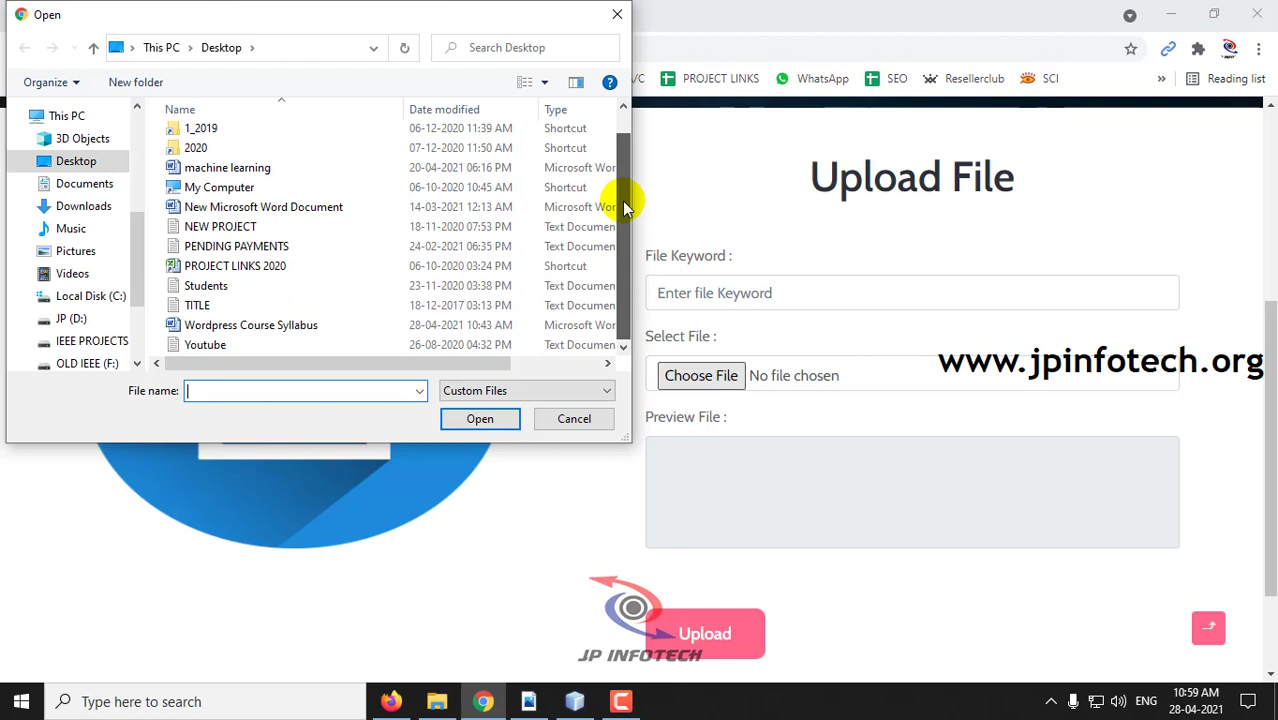 Open
This PC
Desktop
Search Desktop
Organize
New folder
Name
Date modified
Type
This PC
3D Objects
Desktop
Documents
Downloads
Music
Pictures
Videos
Local Disk (C:)
JP (D:)
IEEE PROJECTS
OLD IEEE (F:)
1_2019 06-12-2020 11:39 AM Shortcut
2020 07-12-2020 11:50 AM Shortcut
machine learning 20-04-2021 06:16 PM Microsoft Wor
My Computer 06-10-2020 10:45 AM Shortcut
New Microsoft Word Document 14-03-2021 12:13 AM Microsoft Wor
NEW PROJECT 18-11-2020 07:53 PM Text Documen
PENDING PAYMENTS 24-02-2021 06:35 PM Text Documen
PROJECT LINKS 2020 06-10-2020 03:24 PM Shortcut
Students 23-11-2020 03:38 PM Text Documen
TITLE 18-12-2017 03:13 PM Text Documen
Wordpress Course Syllabus 28-04-2021 10:43 AM Microsoft Wor
Youtube 26-08-2020 04:32 PM Text Documen
File name:
Custom Files
Open
Cancel
VC
PROJECT LINKS
WhatsApp
SEO
Resellerclub
SCI
»
Reading list
Upload File
File Keyword :
Enter file Keyword
Select File :
Choose File No file chosen
www.jpinfotech.org
Preview File :
Upload
JP INFOTECH
Type here to search
ENG
10:59 AM
28-04-2021